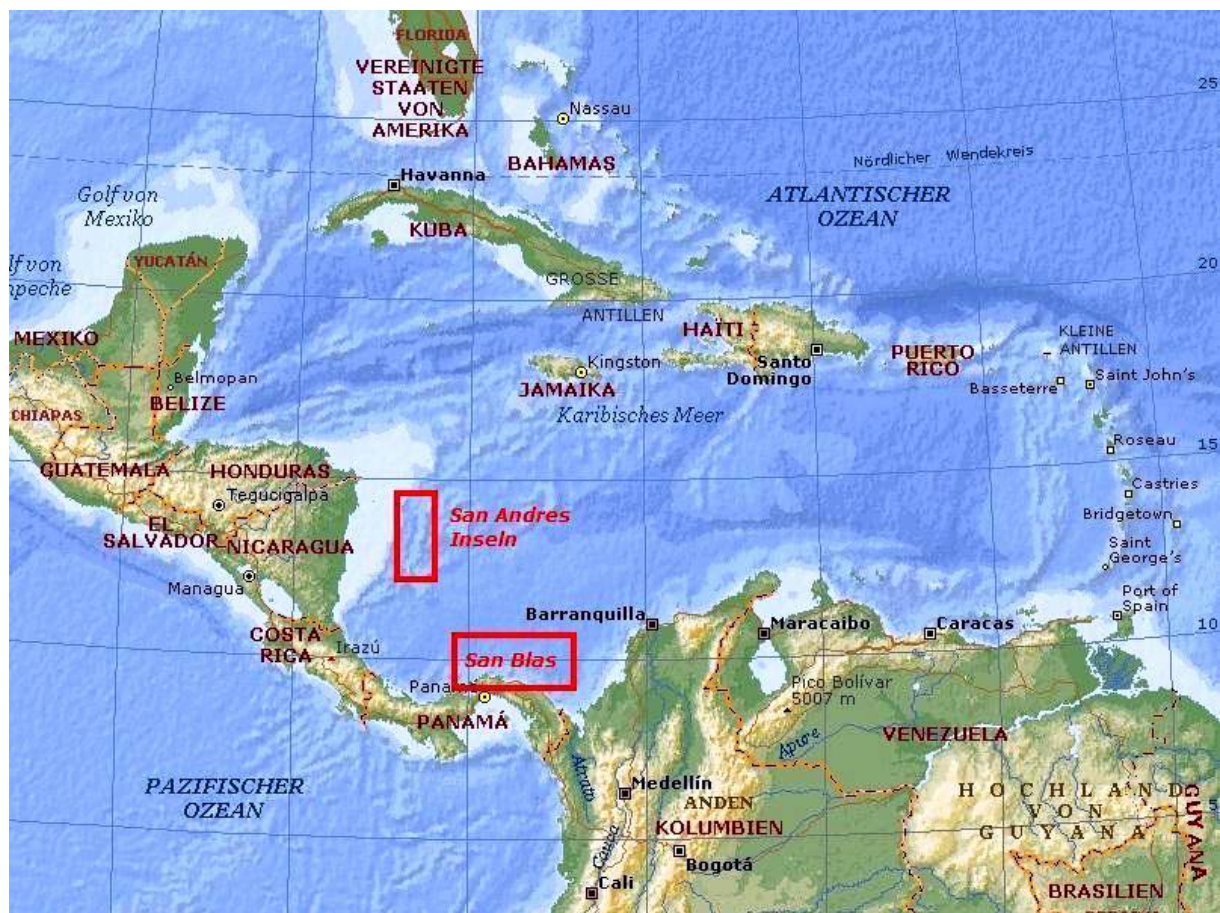 FLORIDA
VEREINIGTE
STAATEN
VON
AMERIKA
Nassau
BAHAMAS
25
Nördlicher Wendekreis
Havanna
Golf von
Mexiko
ATLANTISCHER
OZEAN
KUBA
YUCATÁN
lf von
mpeche
20
GROSSE
ANTILLEN
MEXIKO
HAÏTI
KLEINE
ANTILLEN
Kingston
Santo
Domingo
PUERTO
RICO
Belmopan
JAMAIKA
Basseterre
Saint John's
BELIZE
CHIAPAS
Karibisches Meer
Roseau
15
GUATEMALA
HONDURAS
Tegucigalpa
Castries
San Andres
Inseln
EL
SALVADOR
NICARAGUA
Bridgetown
Saint
George's
Managua
Port of
Spain
Barranquilla
Maracaibo
Caracas
10
COSTA
RICA
Irazú
San Blas
Panamá
Pico Bolívar
5007 m
PANAMÁ
VENEZUELA
Apure
Atrato
PAZIFISCHER
OZEAN
Medellín
ANDEN
HOCHLAND
VON
GUYANA
5
GUYANA
KOLUMBIEN
Cauca
Bogotá
Cali
BRASILIEN